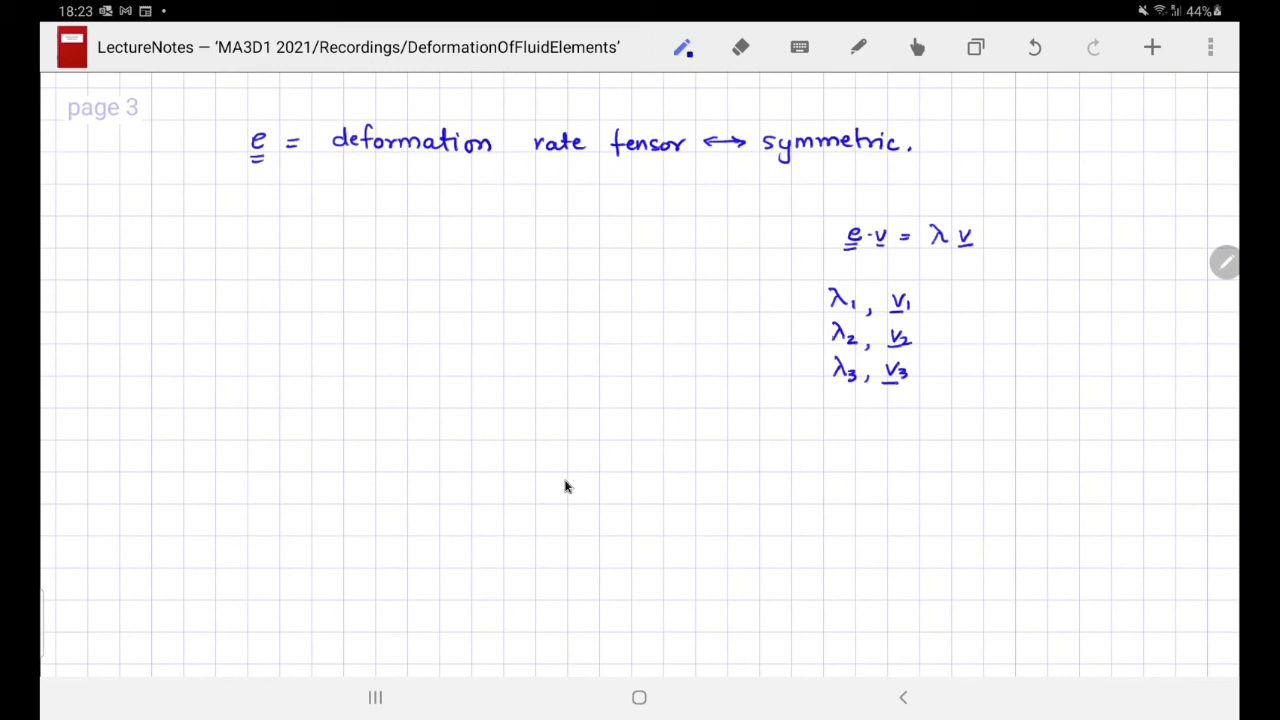 18:23 44%
LectureNotes — ‘MA3D1 2021/Recordings/DeformationOfFluidElements’
page 3
e = deformation rate tensor ↔ symmetric.
e · v = λ v
λ1, v1
λ2, v2
λ3, v3